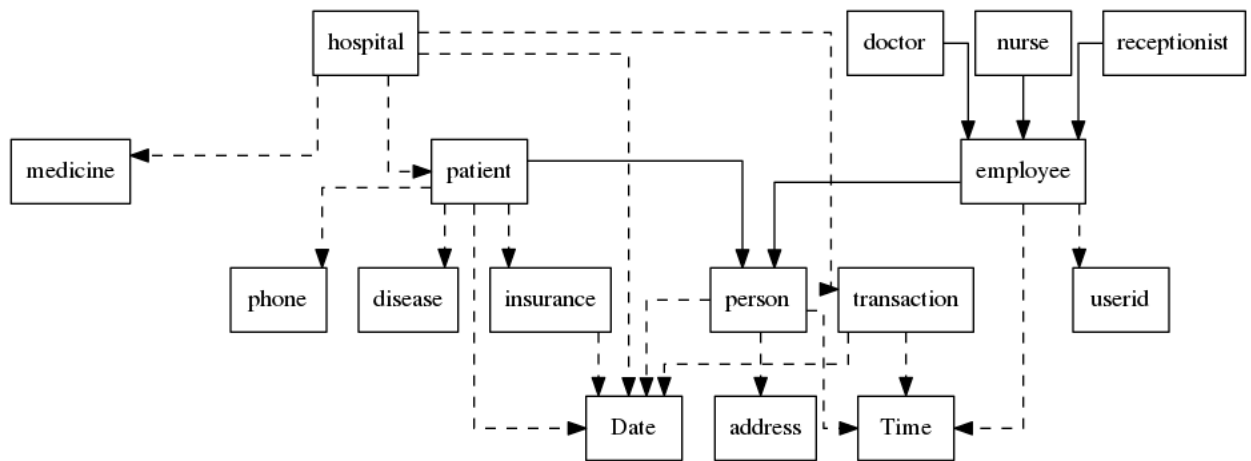 hospital
doctor
nurse
receptionist
medicine
patient
employee
phone
disease
insurance
person
transaction
userid
Date
address
Time